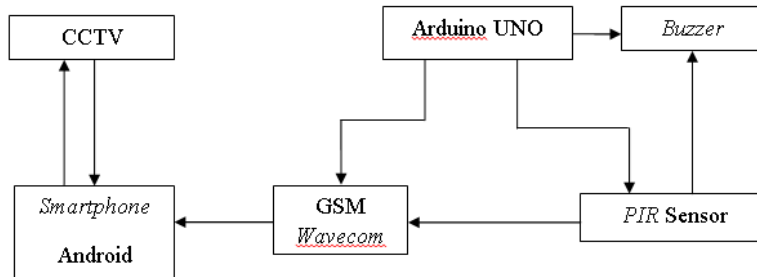 CCTV
Arduino UNO
Buzzer
Smartphone
Android
GSM
Wavecom
PIR Sensor